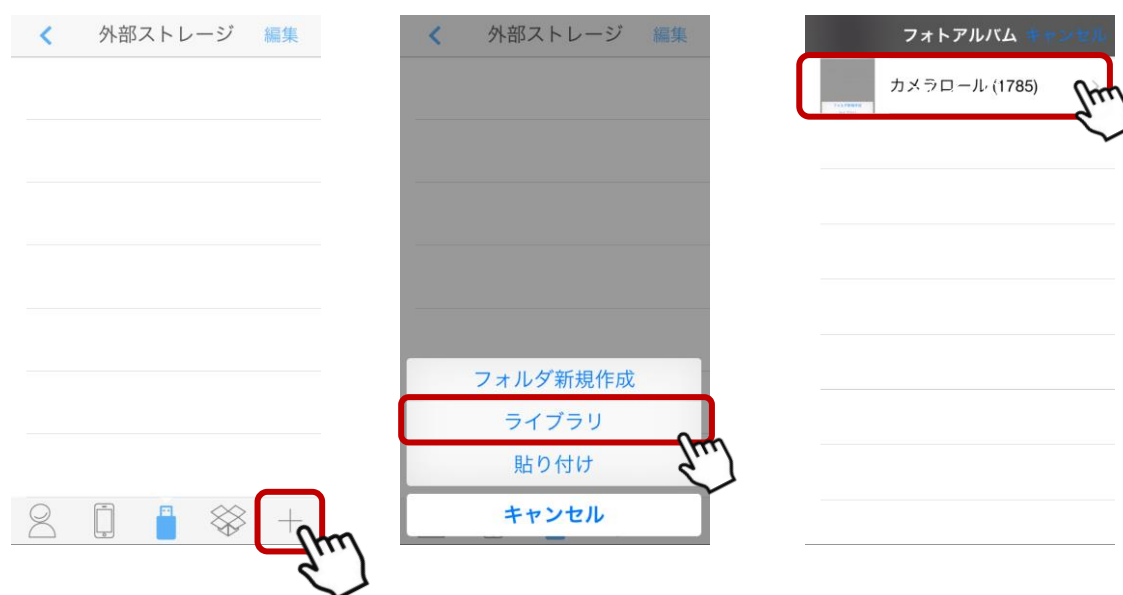 外部ストレージ 編集
外部ストレージ 編集
フォルダ新規作成
ライブラリ
貼り付け
キャンセル
フォトアルバム キャンセル
カメラロール (1785)